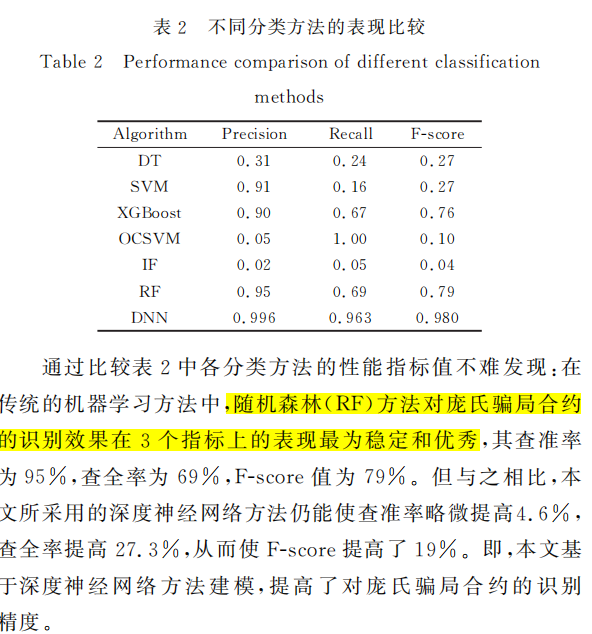 表 2 不同分类方法的表现比较
Table 2 Performance comparison of different classification
methods
Algorithm Precision Recall F-score
DT 0.31 0.24 0.27
SVM 0.91 0.16 0.27
XGBoost 0.90 0.67 0.76
OCSVM 0.05 1.00 0.10
IF 0.02 0.05 0.04
RF 0.95 0.69 0.79
DNN 0.996 0.963 0.980
通过比较表 2 中各分类方法的性能指标值不难发现:在
传统的机器学习方法中,随机森林(RF)方法对庞氏骗局合约
的识别效果在 3 个指标上的表现最为稳定和优秀,其查准率
为 95%,查全率为 69%,F-score 值为 79%。但与之相比,本
文所采用的深度神经网络方法仍能使查准率略微提高4.6%,
查全率提高 27.3%,从而使 F-score 提高了 19%。即,本文基
于深度神经网络方法建模,提高了对庞氏骗局合约的识别
精度。